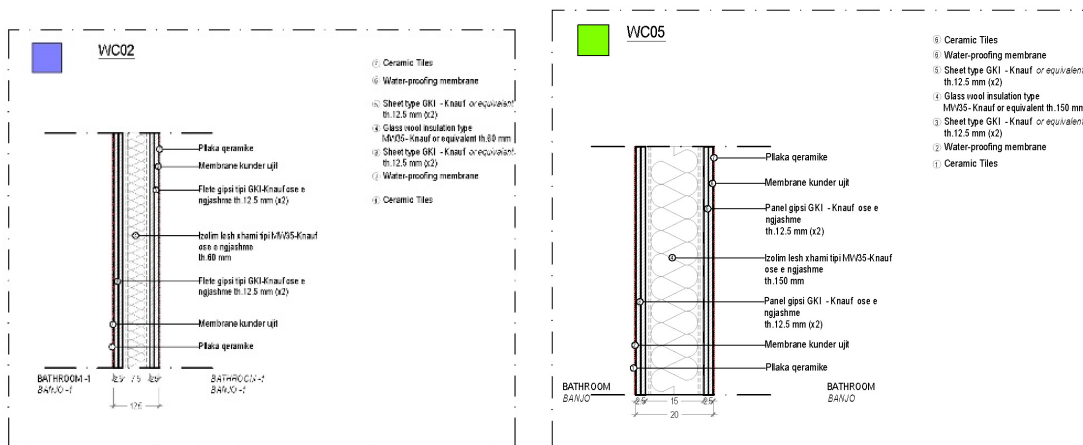 WC02
⑦ Ceramic Tiles
⑥ Water-proofing membrane
⑤ Sheet type GKI - Knauf or equivalent
th.12.5 mm (x2)
④ Glass wool insulation type
MW35- Knauf or equivalent th.60 mm
③ Sheet type GKI - Knauf or equivalent
th.12.5 mm (x2)
② Water-proofing membrane
① Ceramic Tiles
Pllaka qeramike
Membrane kunder ujit
Flete gipsi tipi GKI-Knauf ose e
ngjashme th.12.5 mm (x2)
Izolim lesh xhami tipi MW35-Knauf
ose e ngjashme
th.60 mm
Flete gipsi tipi GKI-Knauf ose e
ngjashme th.12.5 mm (x2)
Membrane kunder ujit
Pllaka qeramike
BATHROOM -1
BANJO -1
2.5 7.5 2.5
BATHROOM -1
BANJO -1
WC05
⑥ Ceramic Tiles
⑥ Water-proofing membrane
⑤ Sheet type GKI - Knauf or equivalent
th.12.5 mm (x2)
④ Glass wool insulation type
MW35- Knauf or equivalent th.150 mm
③ Sheet type GKI - Knauf or equivalent
th.12.5 mm (x2)
② Water-proofing membrane
① Ceramic Tiles
Pllaka qeramike
Membrane kunder ujit
Panel gipsi GKI - Knauf ose e
ngjashme
th.12.5 mm (x2)
Izolim lesh xhami tipi MW35-Knauf
ose e ngjashme
th.150 mm
Panel gipsi GKI - Knauf ose e
ngjashme
th.12.5 mm (x2)
Membrane kunder ujit
Pllaka qeramike
BATHROOM
BANJO
2.5 15 2.5
20
BATHROOM
BANJO